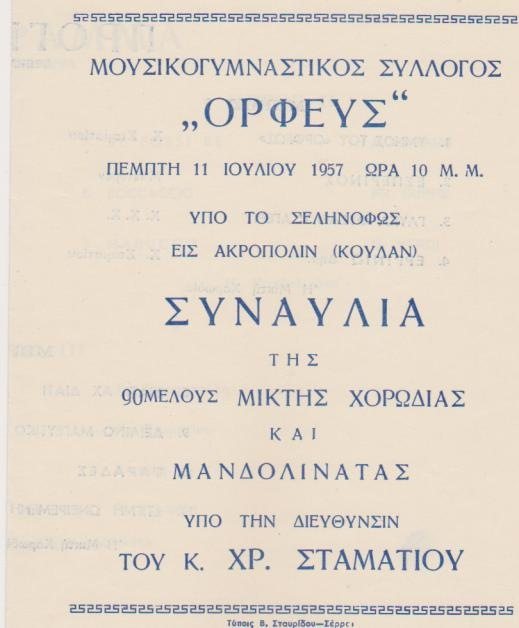 ΜΟΥΣΙΚΟΓΥΜΝΑΣΤΙΚΟΣ ΣΥΛΛΟΓΟΣ
„ΟΡΦΕΥΣ“
ΠΕΜΠΤΗ 11 ΙΟΥΛΙΟΥ 1957 ΩΡΑ 10 Μ. Μ.
ΥΠΟ ΤΟ ΣΕΛΗΝΟΦΩΣ
ΕΙΣ ΑΚΡΟΠΟΛΙΝ (ΚΟΥΛΑΝ)
ΣΥΝΑΥΛΙΑ
ΤΗΣ
90ΜΕΛΟΥΣ ΜΙΚΤΗΣ ΧΟΡΩΔΙΑΣ
ΚΑΙ
ΜΑΝΔΟΛΙΝΑΤΑΣ
ΥΠΟ ΤΗΝ ΔΙΕΥΘΥΝΣΙΝ
ΤΟΥ Κ. ΧΡ. ΣΤΑΜΑΤΙΟΥ
Τύποις Β. Σταυρίδου—Σέρραι